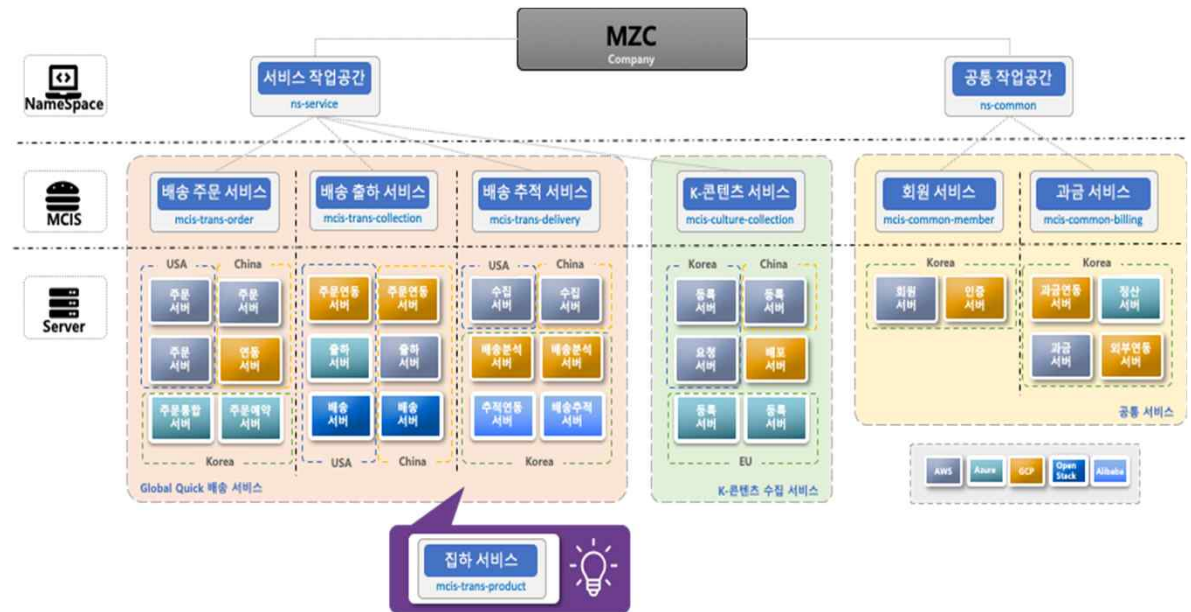 MZC
Company
NameSpace
서비스 작업공간
ns-service
공통 작업공간
ns-common
MCIS
배송 주문 서비스
mcis-trans-order
배송 출하 서비스
mcis-trans-collection
배송 추적 서비스
mcis-trans-delivery
K-콘텐츠 서비스
mcis-culture-collection
회원 서비스
mcis-common-member
과금 서비스
mcis-common-billing
Server
USA
China
주문
서버
주문
서버
주문
서버
연동
서버
주문통합
서버
주문예약
서버
Korea
주문연동
서버
주문연동
서버
출하
서버
출하
서버
배송
서버
배송
서버
USA
China
USA
China
수집
서버
수집
서버
배송분석
서버
배송분석
서버
추적연동
서버
배송추적
서버
Korea
Global Quick 배송 서비스
Korea
China
등록
서버
등록
서버
요청
서버
배포
서버
등록
서버
등록
서버
EU
K-콘텐츠 수집 서비스
Korea
회원
서버
인증
서버
Korea
과금연동
서버
정산
서버
과금
서버
외부연동
서버
공통 서비스
AWS
Azure
GCP
Open
Stack
Alibaba
집하 서비스
mcis-trans-product